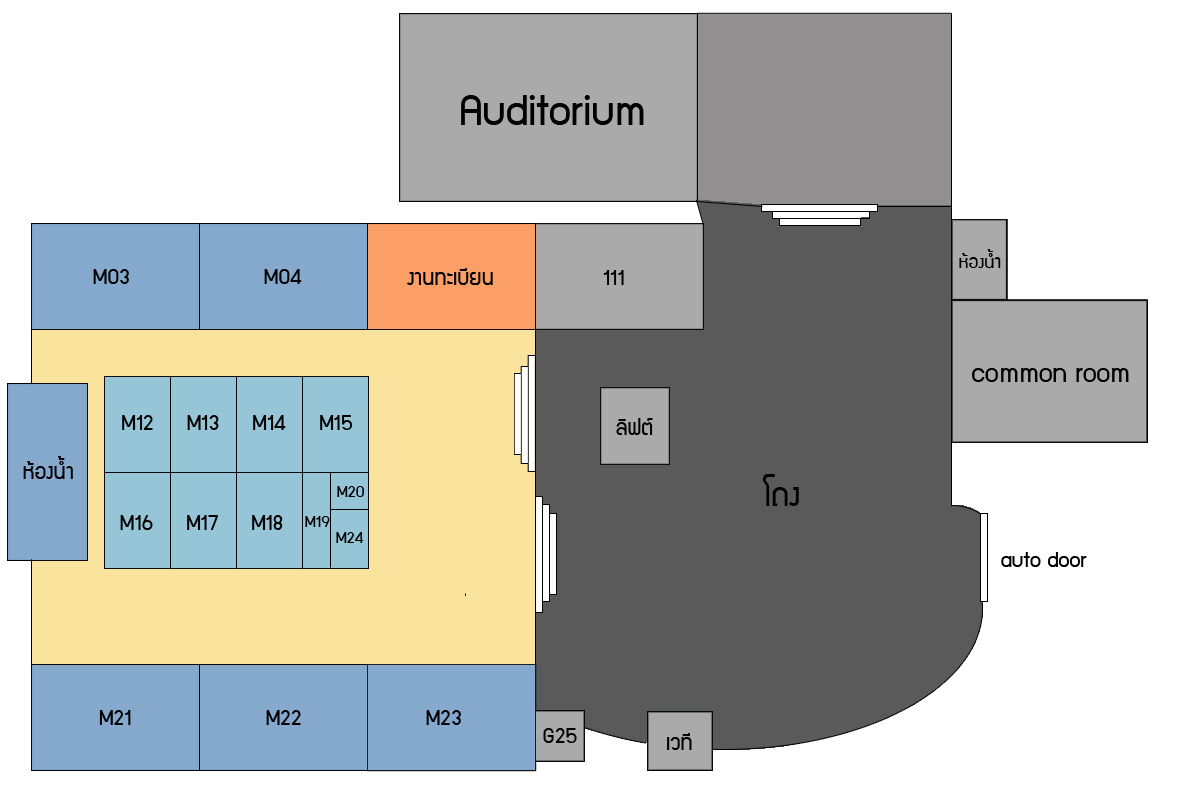 Auditorium
M03
M04
งานทะเบียน
111
ห้องน้ำ
common room
M12
M13
M14
M15
ลิฟต์
ห้องน้ำ
M16
M17
M18
M19
M20
M24
โถง
auto door
M21
M22
M23
G25
เวที